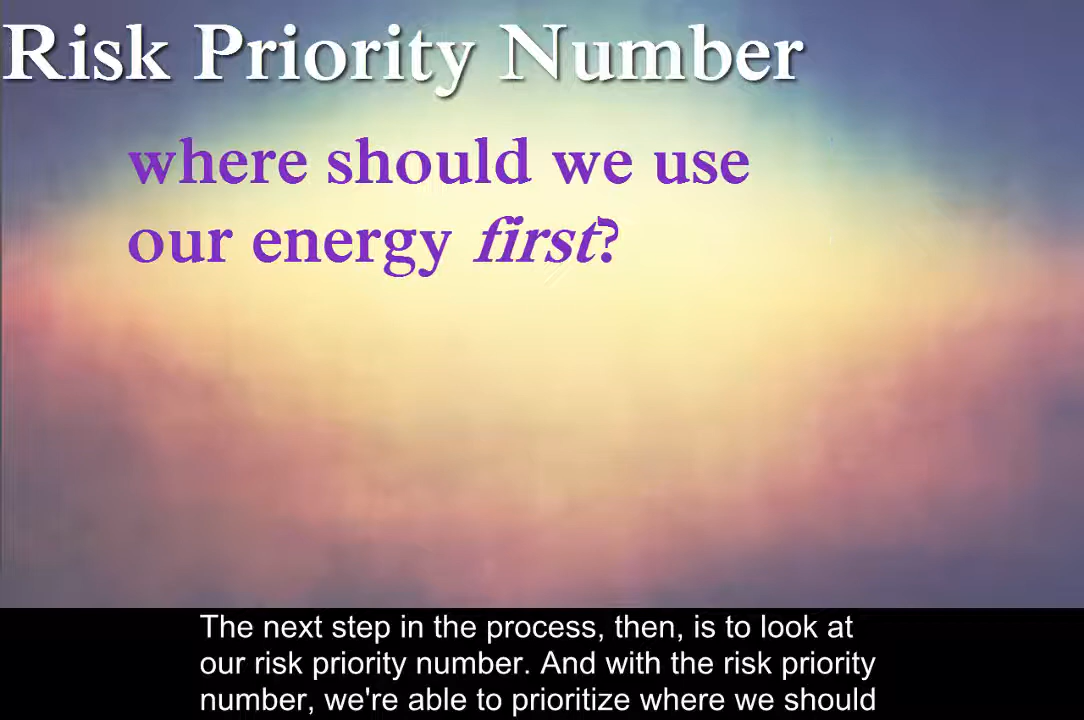 Risk Priority Number
where should we use
our energy first?
The next step in the process, then, is to look at
our risk priority number. And with the risk priority
number, we're able to prioritize where we should